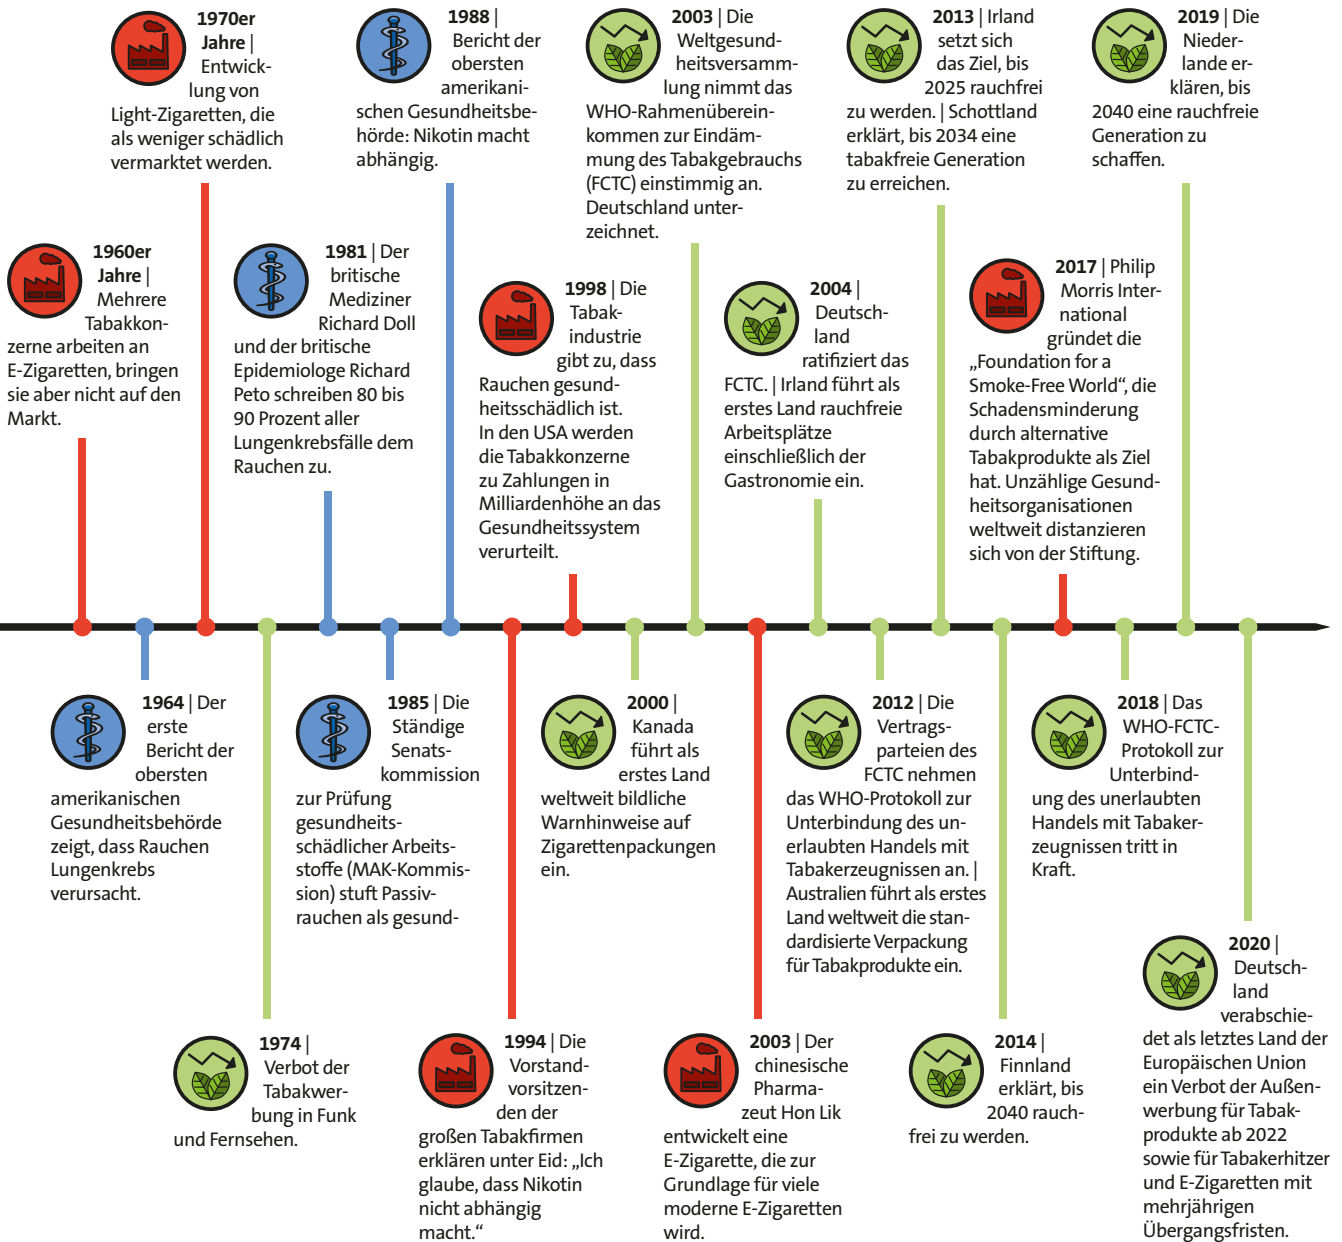 1970er
Jahre |
Entwick-
lung von
Light-Zigaretten, die
als weniger schädlich
vermarktet werden.
1988 |
Bericht der
obersten
amerikani-
schen Gesundheitsbe-
hörde: Nikotin macht
abhängig.
2003 | Die
Weltgesund-
heitsversamm-
lung nimmt das
WHO-Rahmenüberein-
kommen zur Eindäm-
mung des Tabakgebrauchs
(FCTC) einstimmig an.
Deutschland unter-
zeichnet.
2013 | Irland
setzt sich
das Ziel, bis
2025 rauchfrei
zu werden. | Schottland
erklärt, bis 2034 eine
tabakfreie Generation
zu erreichen.
2019 | Die
Nieder-
lande er-
klären, bis
2040 eine rauchfreie
Generation zu
schaffen.
1960er
Jahre |
Mehrere
Tabakkon-
zerne arbeiten an
E-Zigaretten, bringen
sie aber nicht auf den
Markt.
1981 | Der
britische
Mediziner
Richard Doll
und der britische
Epidemiologe Richard
Peto schreiben 80 bis
90 Prozent aller
Lungenkrebsfälle dem
Rauchen zu.
1998 | Die
Tabak-
industrie
gibt zu, dass
Rauchen gesund-
heitsschädlich ist.
In den USA werden
die Tabakkonzerne
zu Zahlungen in
Milliardenhöhe an das
Gesundheitssystem
verurteilt.
2004 |
Deutsch-
land
ratifiziert das
FCTC. | Irland führt als
erstes Land rauchfreie
Arbeitsplätze
einschließlich der
Gastronomie ein.
2017 | Philip
Morris Inter-
national
gründet die
„Foundation for a
Smoke-Free World“, die
Schadensminderung
durch alternative
Tabakprodukte als Ziel
hat. Unzählige Gesund-
heitsorganisationen
weltweit distanzieren
sich von der Stiftung.
1964 | Der
erste
Bericht der
obersten
amerikanischen
Gesundheitsbehörde
zeigt, dass Rauchen
Lungenkrebs
verursacht.
1985 | Die
Ständige
Senats-
kommission
zur Prüfung
gesundheits-
schädlicher Arbeits-
stoffe (MAK-Kommis-
sion) stuft Passiv-
rauchen als gesund-
2000 |
Kanada
führt als
erstes Land
weltweit bildliche
Warnhinweise auf
Zigarettenpackungen
ein.
2012 | Die
Vertrags-
parteien des
FCTC nehmen
das WHO-Protokoll zur
Unterbindung des un-
erlaubten Handels mit
Tabakerzeugnissen an. |
Australien führt als erstes
Land weltweit die stan-
dardisierte Verpackung
für Tabakprodukte ein.
2018 | Das
WHO-FCTC-
Protokoll zur
Unterbind-
ung des unerlaubten
Handels mit Tabaker-
zeugnissen tritt in
Kraft.
1974 |
Verbot der
Tabakwer-
bung in Funk
und Fernsehen.
1994 | Die
Vorstand-
vorsitzen-
den der
großen Tabakfirmen
erklären unter Eid: „Ich
glaube, dass Nikotin
nicht abhängig
macht.“
2003 | Der
chinesische
Pharma-
zeut Hon Lik
entwickelt eine
E-Zigarette, die zur
Grundlage für viele
moderne E-Zigaretten
wird.
2014 |
Finnland
erklärt, bis
2040 rauch-
frei zu werden.
2020 |
Deutsch-
land
verabschie-
det als letztes Land der
Europäischen Union
ein Verbot der Außen-
werbung für Tabak-
produkte ab 2022
sowie für Tabakerhitzer
und E-Zigaretten mit
mehrjährigen
Übergangsfristen.